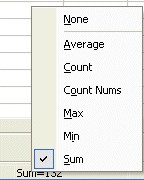 None
Average
Count
Count Nums
Max
Min
Sum
Sum=132